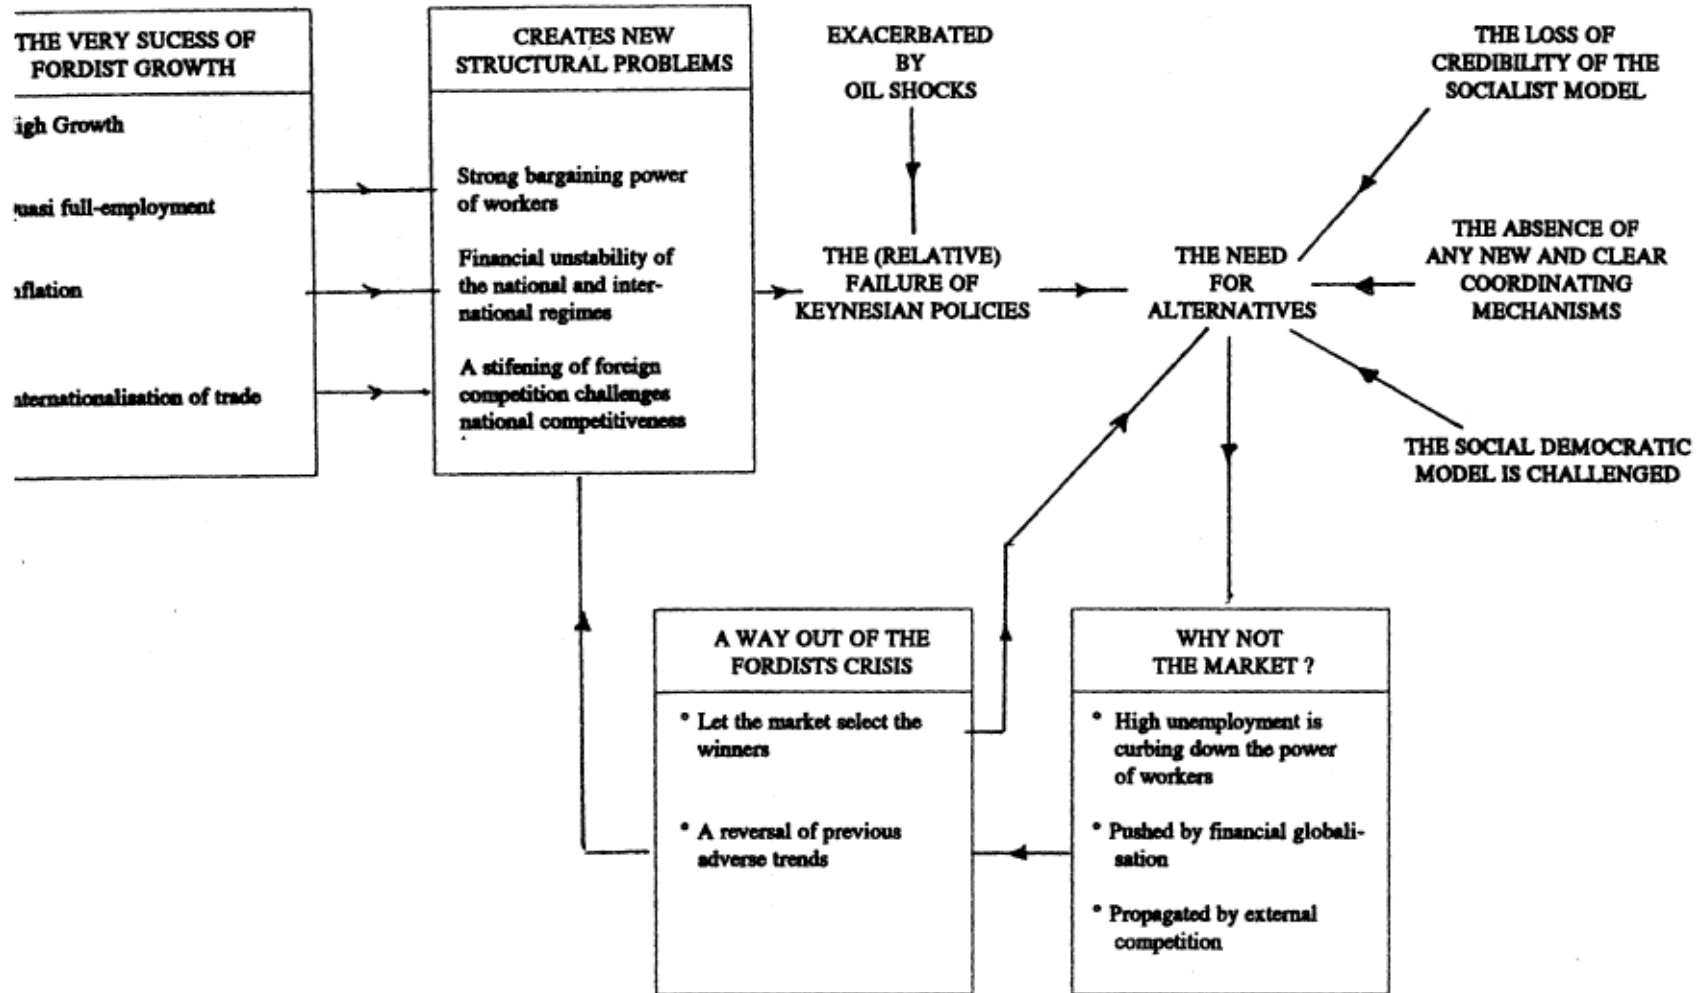 THE VERY SUCESS OF
FORDIST GROWTH
igh Growth
uasi full-employment
nflation
nternationalisation of trade
CREATES NEW
STRUCTURAL PROBLEMS
Strong bargaining power
of workers
Financial unstability of
the national and inter-
national regimes
A stifening of foreign
competition challenges
national competitiveness
EXACERBATED
BY
OIL SHOCKS
THE (RELATIVE)
FAILURE OF
KEYNESIAN POLICIES
THE NEED
FOR
ALTERNATIVES
THE LOSS OF
CREDIBILITY OF THE
SOCIALIST MODEL
THE ABSENCE OF
ANY NEW AND CLEAR
COORDINATING
MECHANISMS
THE SOCIAL DEMOCRATIC
MODEL IS CHALLENGED
A WAY OUT OF THE
FORDISTS CRISIS
° Let the market select the
winners
° A reversal of previous
adverse trends
WHY NOT
THE MARKET ?
° High unemployment is
curbing down the power
of workers
° Pushed by financial globali-
sation
° Propagated by external
competition